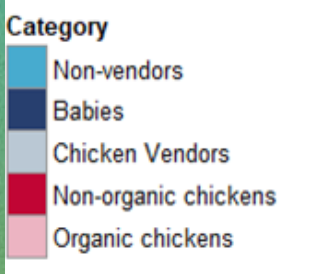 Category
Non-vendors
Babies
Chicken Vendors
Non-organic chickens
Organic chickens